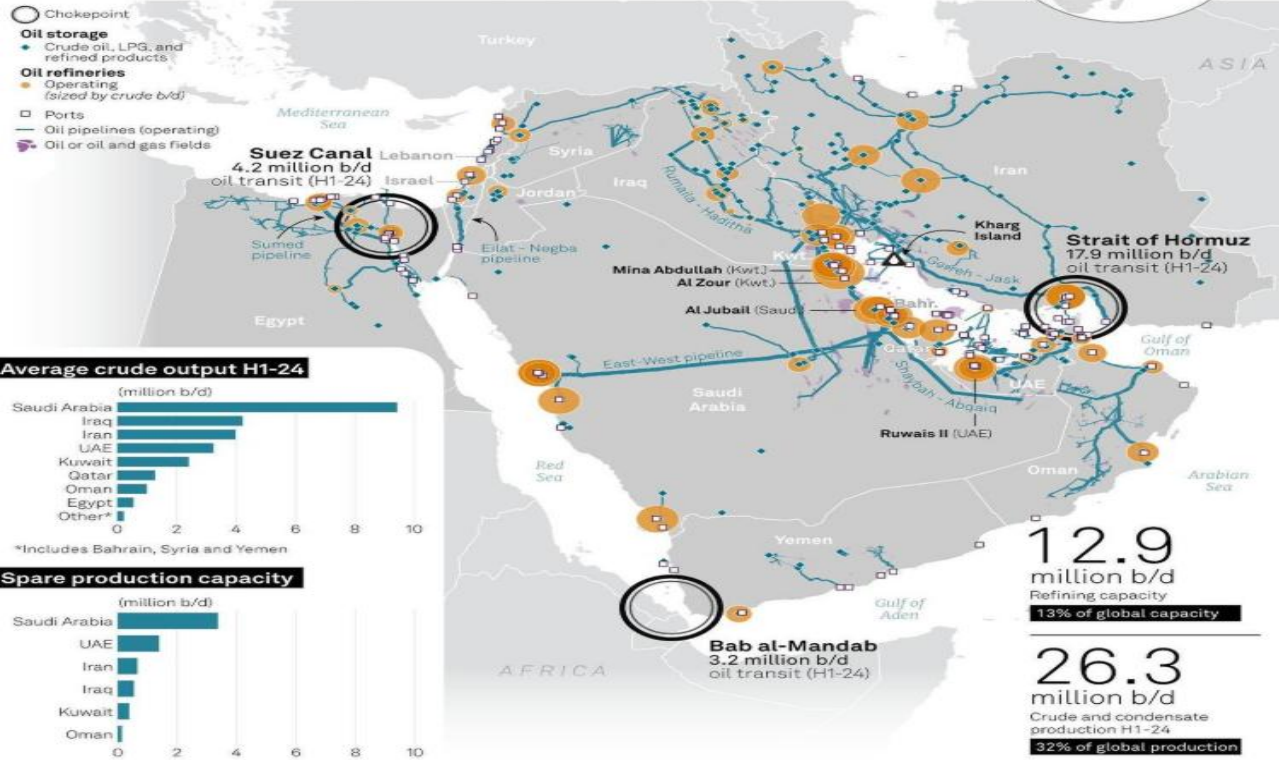 Chokepoint
Oil storage
Crude oil, LPG, and
refined products
Oil refineries
Operating
(sized by crude b/d)
Ports
Oil pipelines (operating)
Oil or oil and gas fields
Turkey
ASIA
Mediterranean
Sea
Suez Canal
4.2 million b/d
oil transit (H1-24)
Lebanon
Israel
Syria
Jordan
Iraq
Iran
Rumaila - Haditha
Sumed
pipeline
Eilat - Negba
pipeline
Kharg
Island
Strait of Hormuz
17.9 million b/d
oil transit (H1-24)
Goreh - Jask
Kwt.
Mina Abdullah (Kwt.)
Al Zour (Kwt.)
Al Jubail (Saudi
Bahr.
Egypt
Gulf of
Oman
East-West pipeline
Qatar
Shaybah - Abqaiq
UAE
Saudi
Arabia
Ruwais II (UAE)
Oman
Red
Sea
Arabian
Sea
Yemen
Gulf of
Aden
Bab al-Mandab
3.2 million b/d
oil transit (H1-24)
AFRICA
Average crude output H1-24
(million b/d)
Saudi Arabia
Iraq
Iran
UAE
Kuwait
Qatar
Oman
Egypt
Other*
0 2 4 6 8 10
*Includes Bahrain, Syria and Yemen
Spare production capacity
(million b/d)
Saudi Arabia
UAE
Iran
Iraq
Kuwait
Oman
0 2 4 6 8 10
12.9
million b/d
Refining capacity
13% of global capacity
26.3
million b/d
Crude and condensate
production H1-24
32% of global production